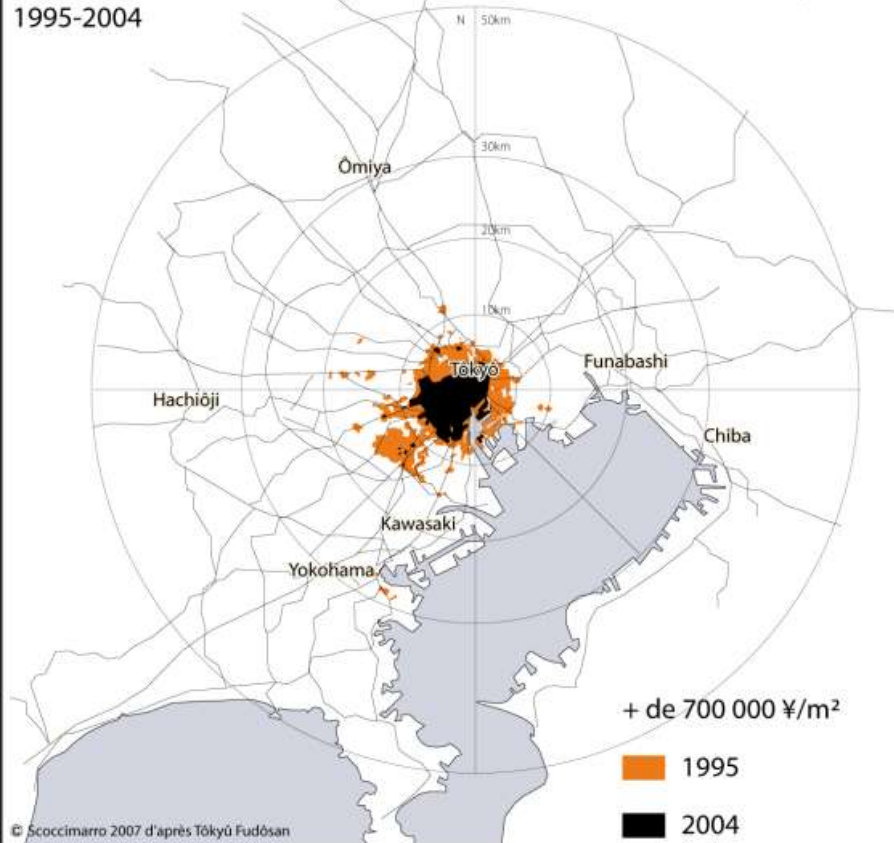 1995-2004
N 50km
30km
Ômiya
20km
10km
Tôkyô
Funabashi
Hachiôji
Chiba
Kawasaki
Yokohama
+ de 700 000 ¥/m²
1995
2004
© Scoccimarro 2007 d'après Tôkyû Fudôsan